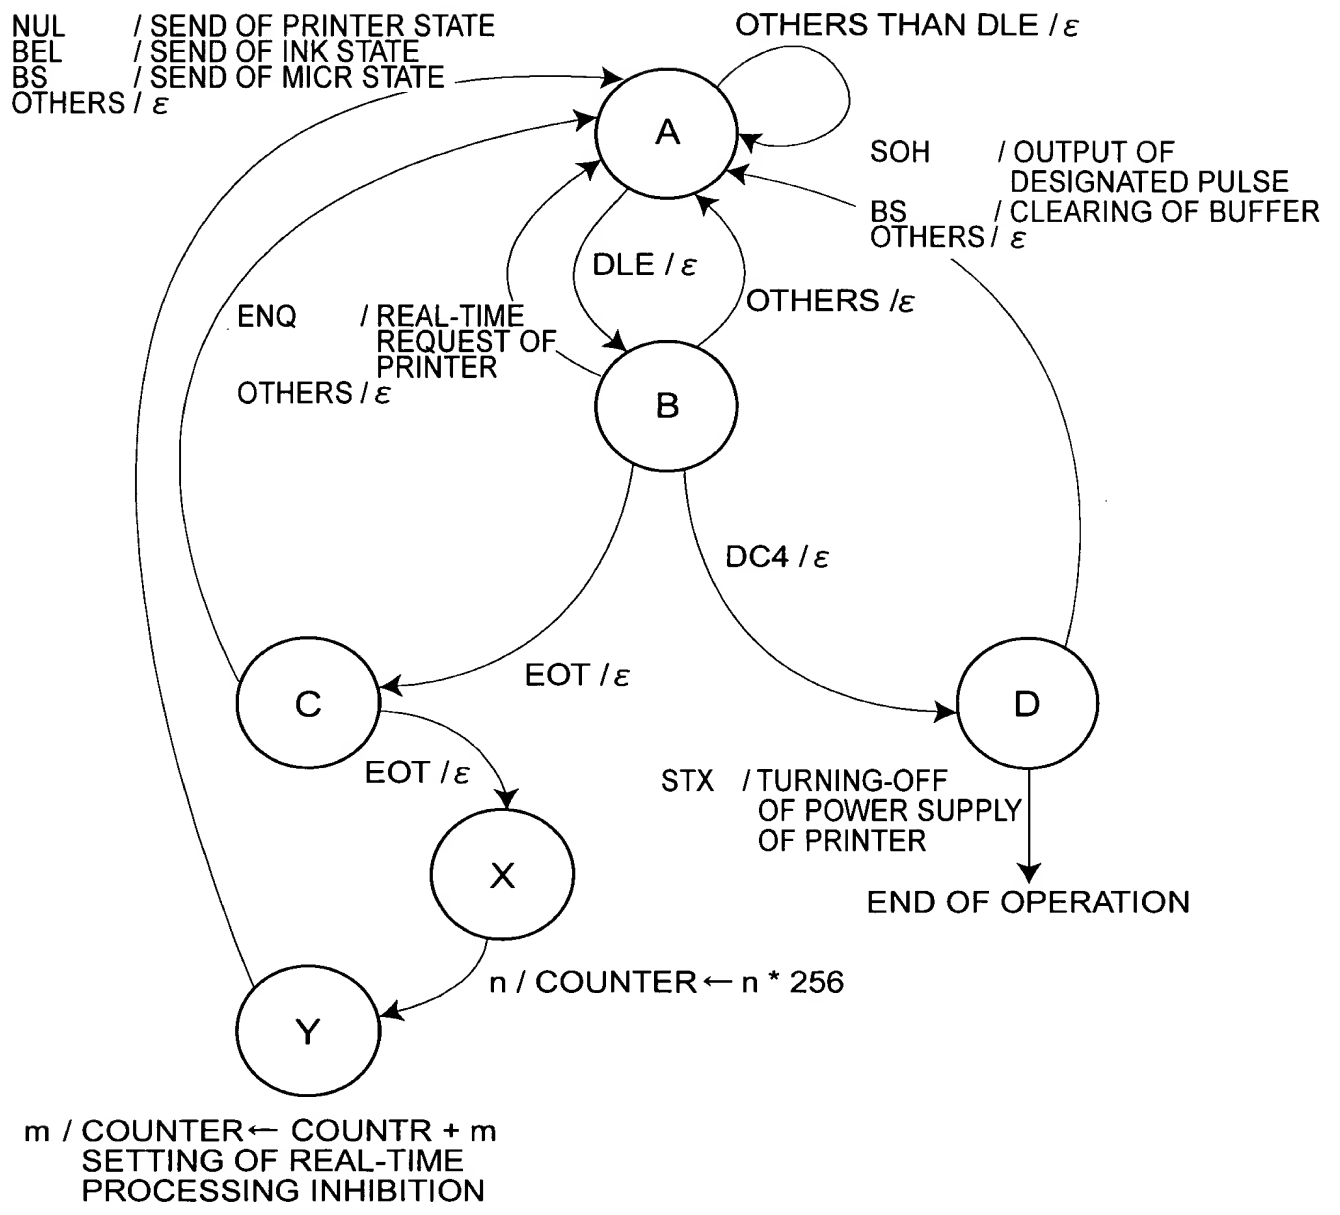 NUL / SEND OF PRINTER STATE
BEL / SEND OF INK STATE
BS / SEND OF MICR STATE
OTHERS / ε
OTHERS THAN DLE / ε
A
SOH / OUTPUT OF
DESIGNATED PULSE
BS / CLEARING OF BUFFER
OTHERS / ε
DLE / ε
OTHERS / ε
ENQ / REAL-TIME
REQUEST OF
PRINTER
OTHERS / ε
B
DC4 / ε
EOT / ε
C
D
EOT / ε
STX / TURNING-OFF
OF POWER SUPPLY
OF PRINTER
X
END OF OPERATION
n / COUNTER ← n * 256
Y
m / COUNTER ← COUNTR + m
SETTING OF REAL-TIME
PROCESSING INHIBITION